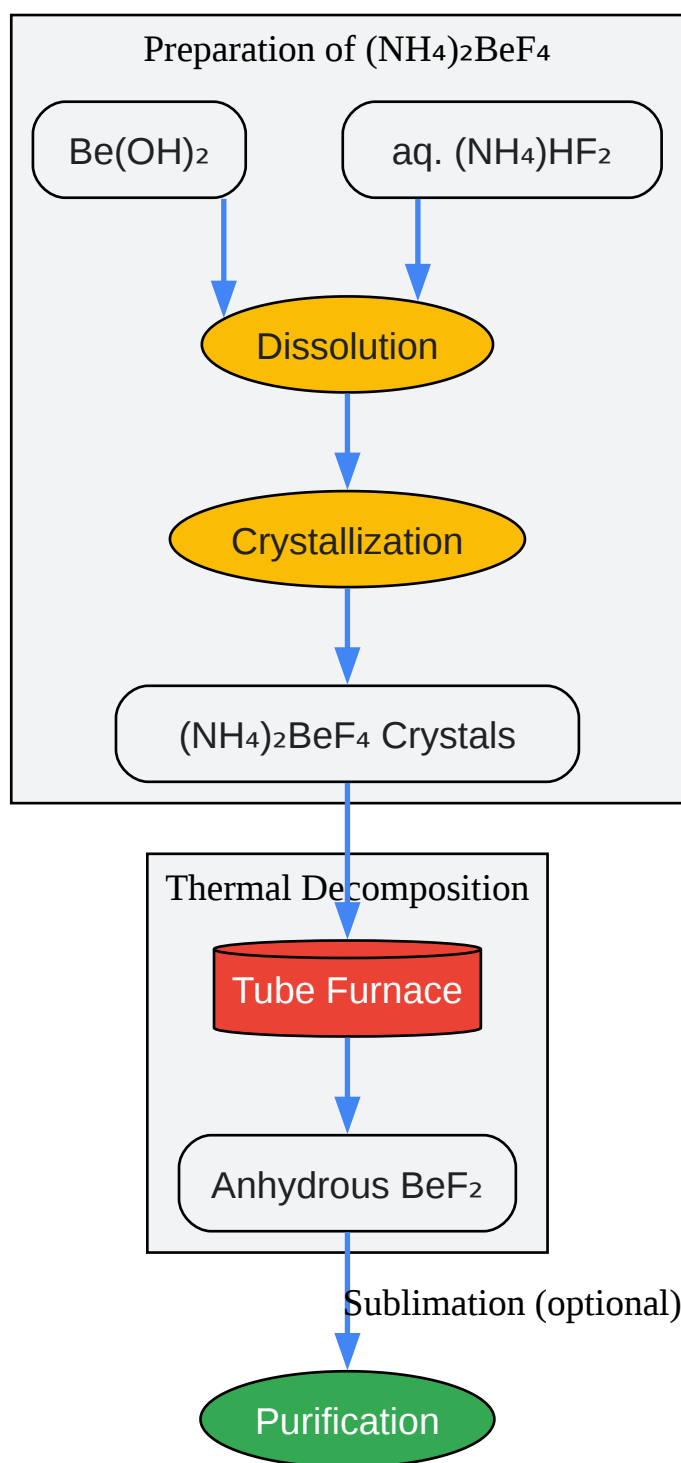 Preparation of (NH₄)₂BeF₄
Be(OH)₂
aq. (NH₄)HF₂
Dissolution
Crystallization
(NH₄)₂BeF₄ Crystals
Thermal Decomposition
Tube Furnace
Anhydrous BeF₂
Sublimation (optional)
Purification